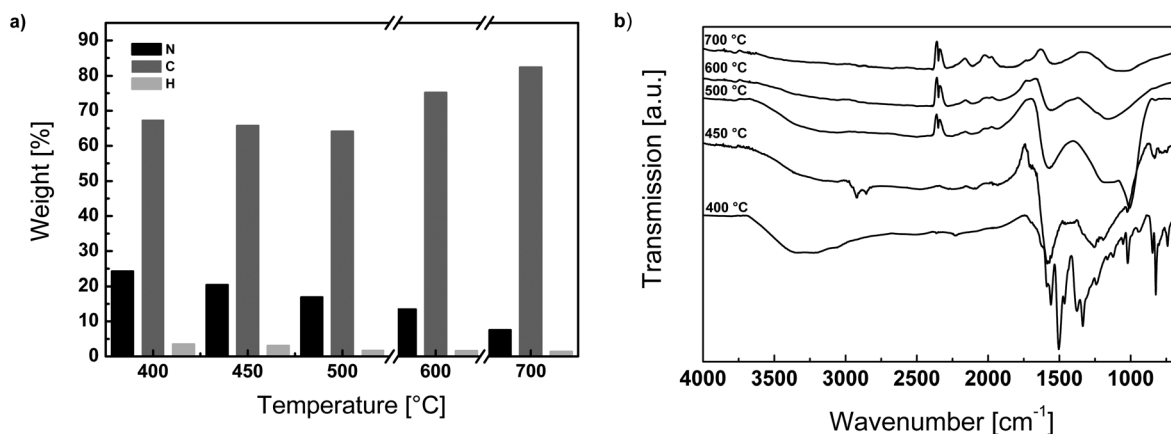 a)
N
C
H
90
80
70
60
50
40
30
20
10
0
Weight [%]
400 450 500 600 700
Temperature [°C]
b)
700 °C
600 °C
500 °C
450 °C
400 °C
Transmission [a.u.]
4000 3500 3000 2500 2000 1500 1000
Wavenumber [cm⁻¹]